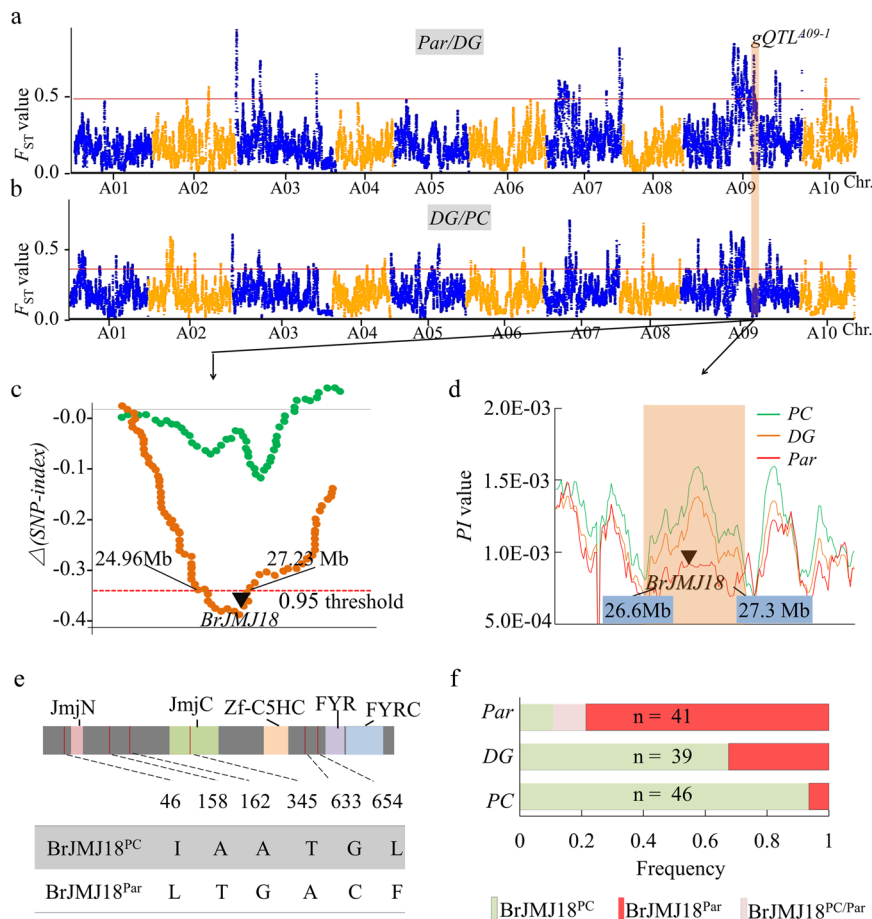 a
Par/DG
gQTL^A09-1
F_ST value
0.5
0.0
A01 A02 A03 A04 A05 A06 A07 A08 A09 A10 Chr.
b
DG/PC
F_ST value
0.5
0.0
A01 A02 A03 A04 A05 A06 A07 A08 A09 A10 Chr.
c
Δ(SNP-index)
-0.0
-0.1
-0.2
-0.3
-0.4
24.96Mb
27.23 Mb
0.95 threshold
BrJMJ18
d
PI value
2.0E-03
1.5E-03
1.0E-03
5.0E-04
PC
DG
Par
BrJMJ18
26.6Mb
27.3 Mb
e
JmjN JmjC Zf-C5HC FYR FYRC
46 158 162 345 633 654
BrJMJ18^PC I A A T G L
BrJMJ18^Par L T G A C F
f
Par n = 41
DG n = 39
PC n = 46
0 0.2 0.4 0.6 0.8 1
Frequency
BrJMJ18^PC BrJMJ18^Par BrJMJ18^PC/Par